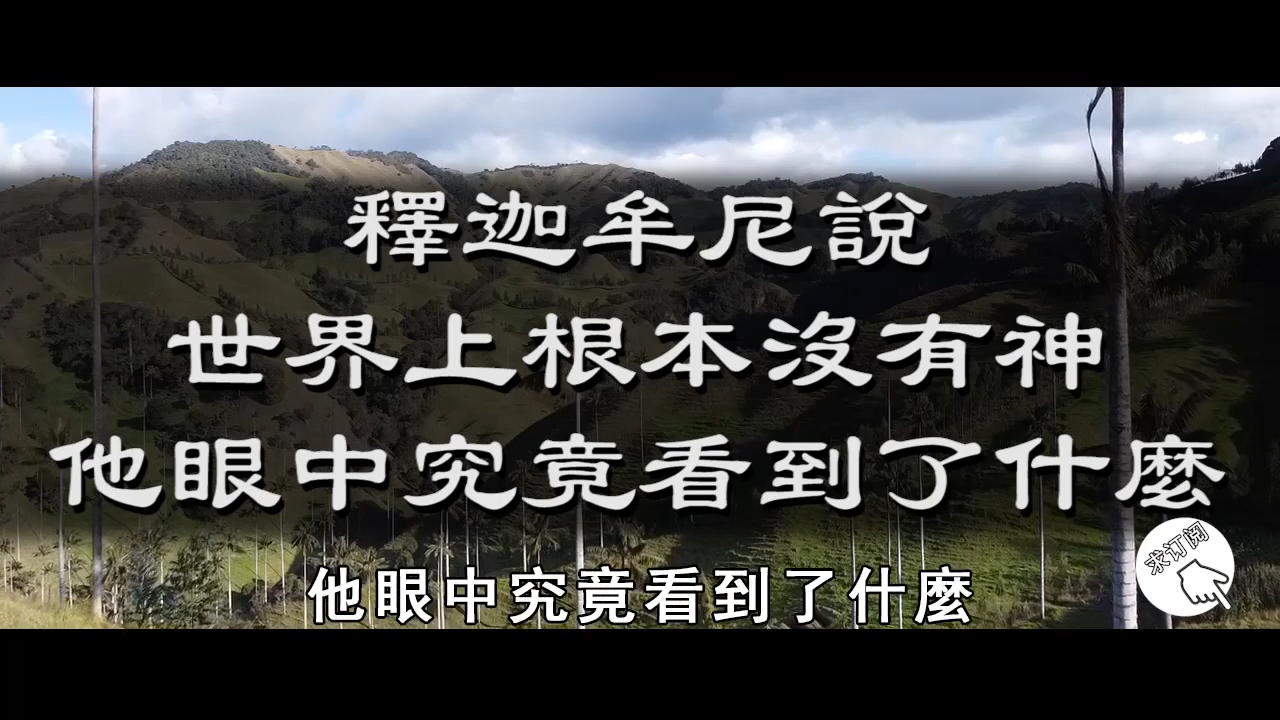 釋迦牟尼說
世界上根本沒有神
他眼中究竟看到了什麼
求订阅
他眼中究竟看到了什麼